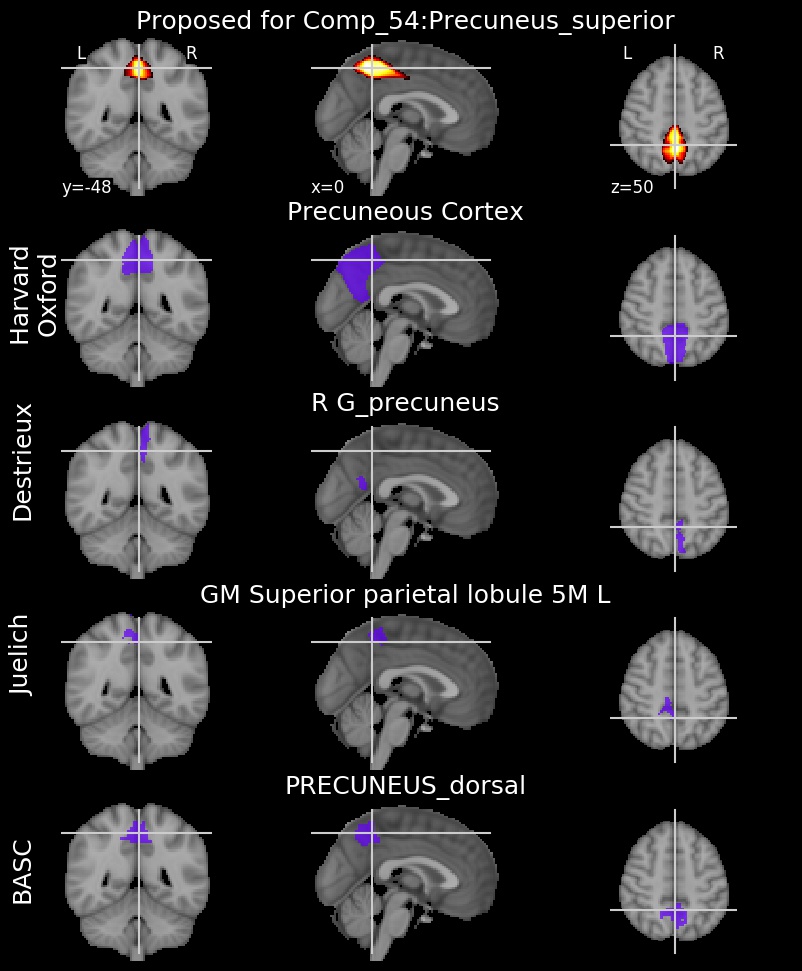 Proposed for Comp_54:Precuneus_superior
L R
L R
y=-48
x=0
z=50
Precuneous Cortex
Harvard
Oxford
R G_precuneus
Destrieux
GM Superior parietal lobule 5M L
Juelich
PRECUNEUS_dorsal
BASC